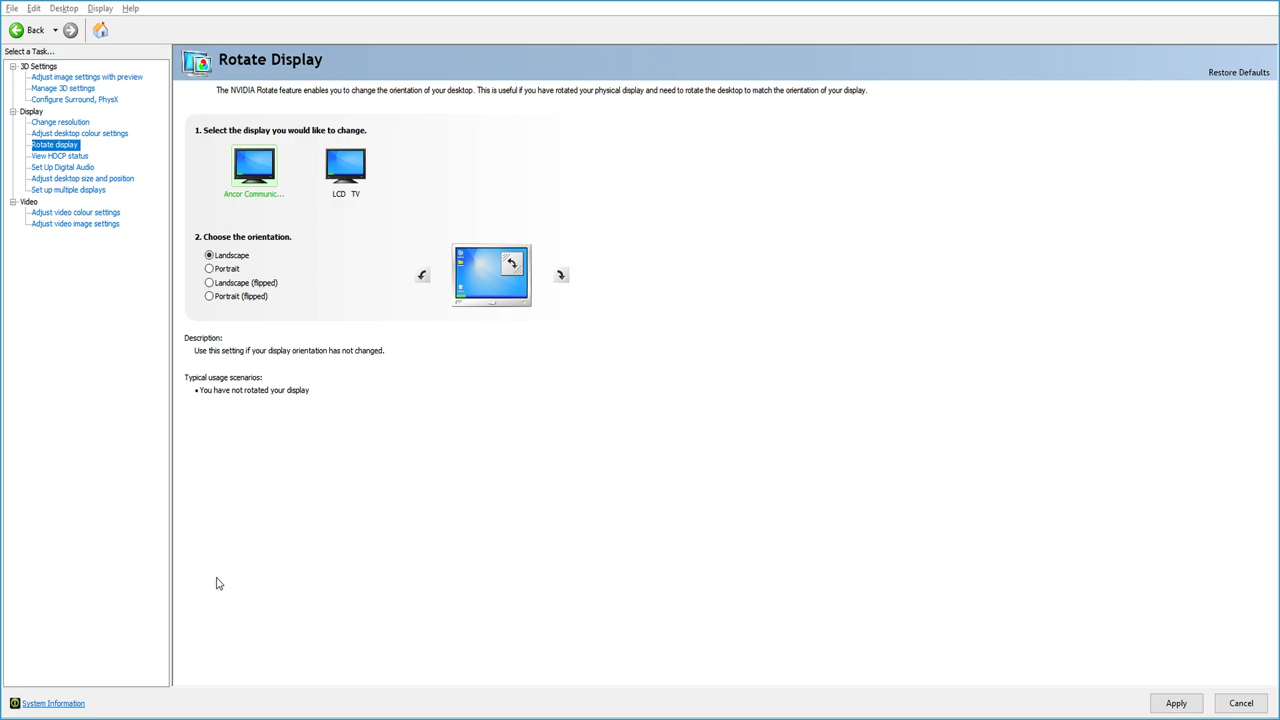 File Edit Desktop Display Help
Back
Select a Task...
3D Settings
Adjust image settings with preview
Manage 3D settings
Configure Surround, PhysX
Display
Change resolution
Adjust desktop colour settings
Rotate display
View HDCP status
Set Up Digital Audio
Adjust desktop size and position
Set up multiple displays
Video
Adjust video colour settings
Adjust video image settings
System Information
Rotate Display
Restore Defaults
The NVIDIA Rotate feature enables you to change the orientation of your desktop. This is useful if you have rotated your physical display and need to rotate the desktop to match the orientation of your display.
1. Select the display you would like to change.
Ancor Communic... LCD TV
2. Choose the orientation.
Landscape
Portrait
Landscape (flipped)
Portrait (flipped)
Description:
Use this setting if your display orientation has not changed.
Typical usage scenarios:
• You have not rotated your display
Apply Cancel